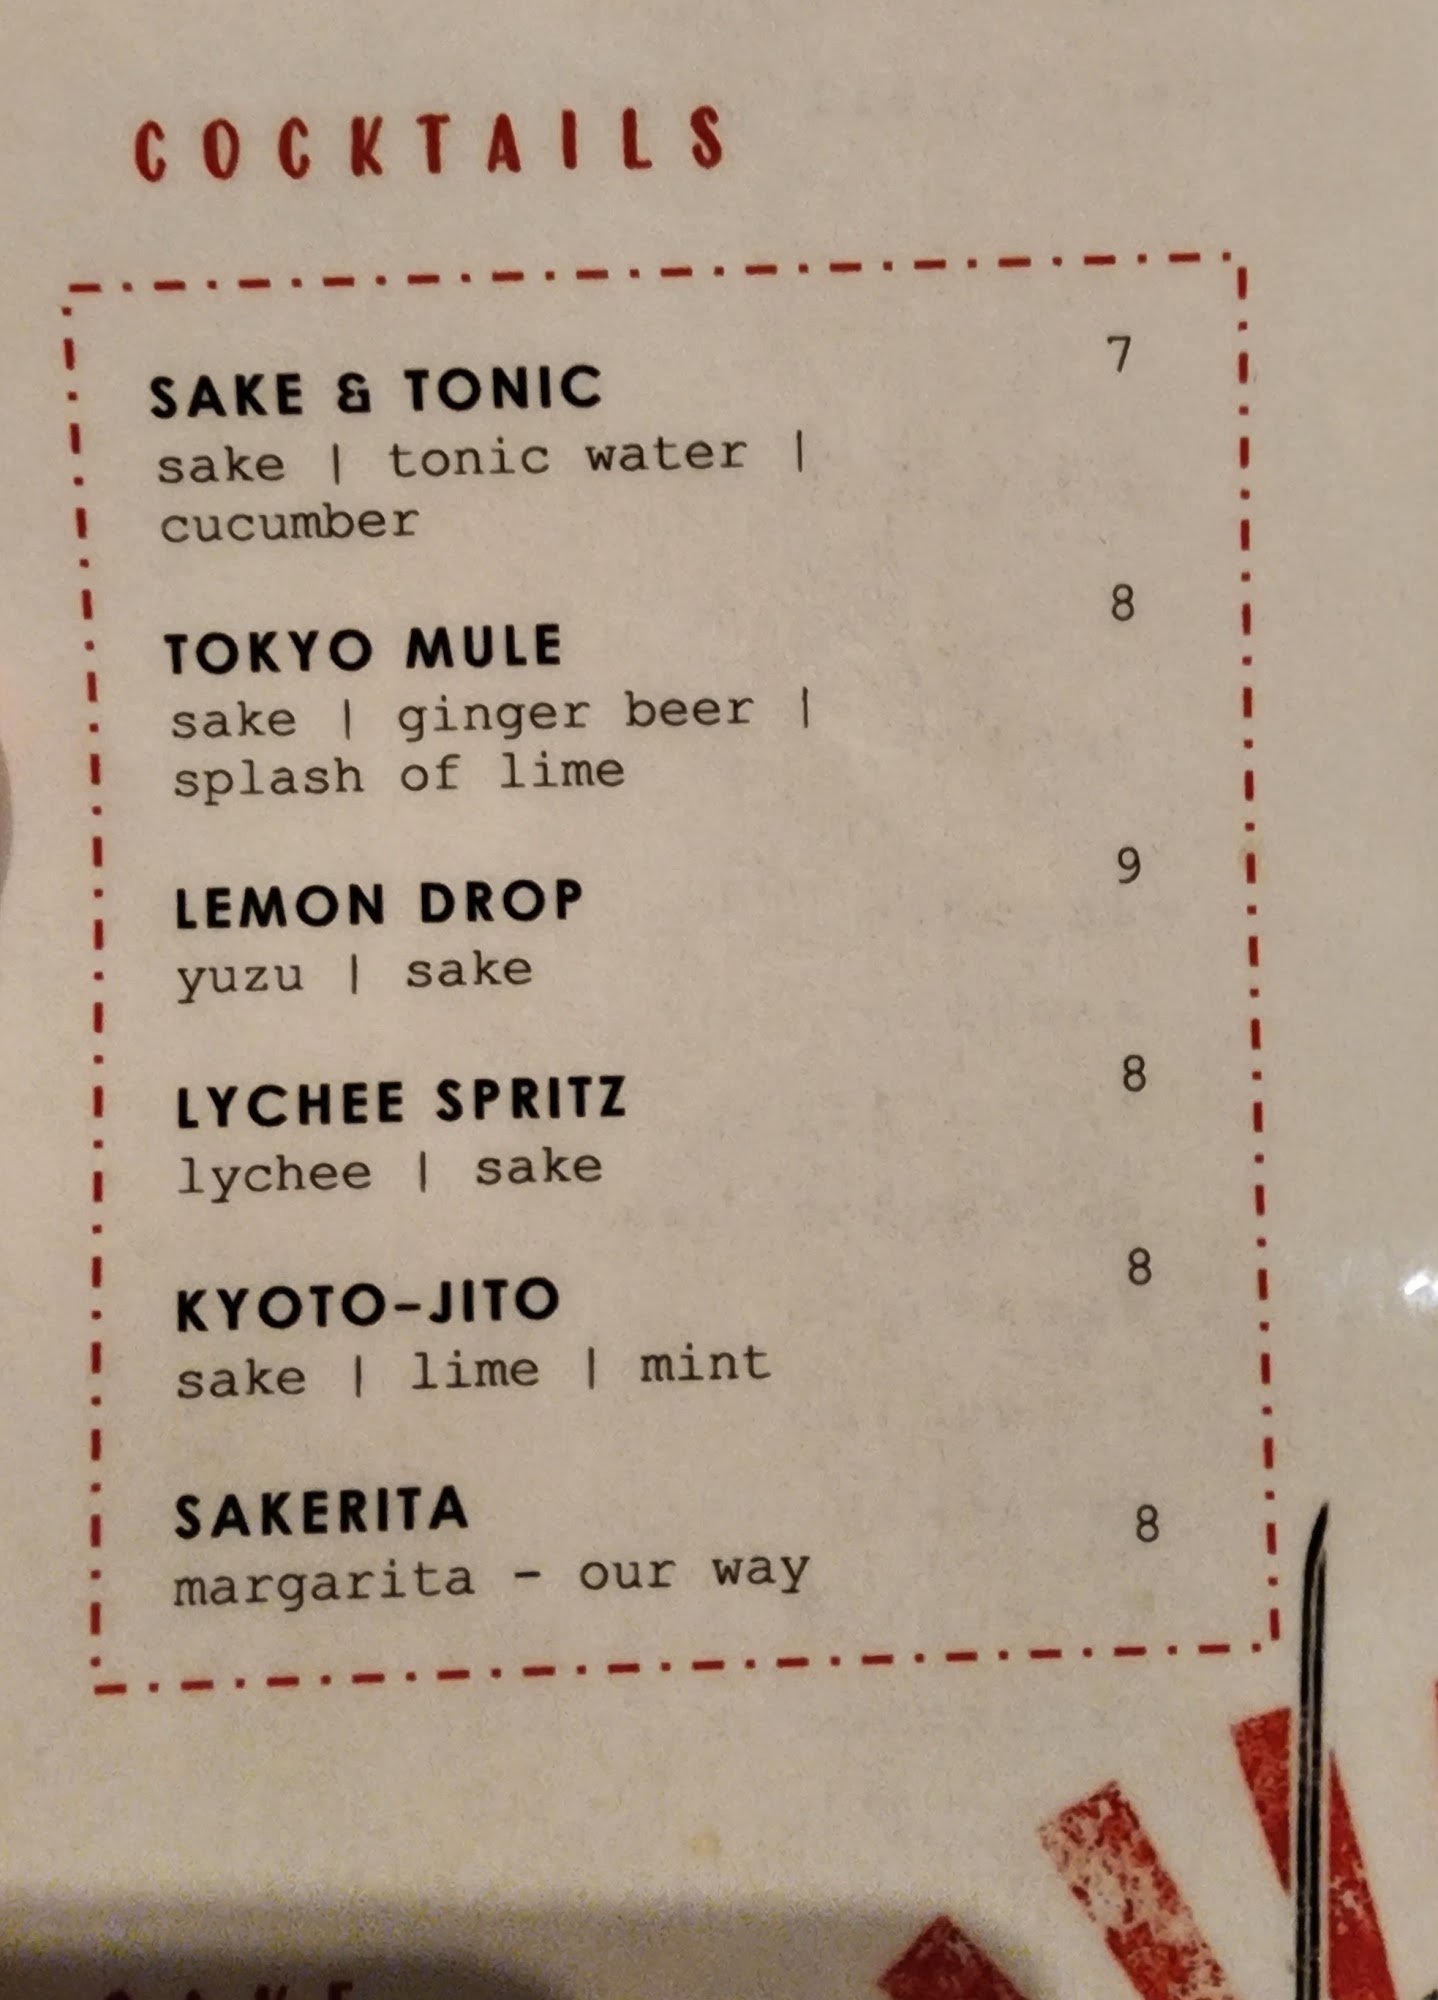 COCKTAILS
SAKE & TONIC 7
sake | tonic water |
cucumber
TOKYO MULE 8
sake | ginger beer |
splash of lime
LEMON DROP 9
yuzu | sake
LYCHEE SPRITZ 8
lychee | sake
KYOTO-JITO 8
sake | lime | mint
SAKERITA 8
margarita - our way